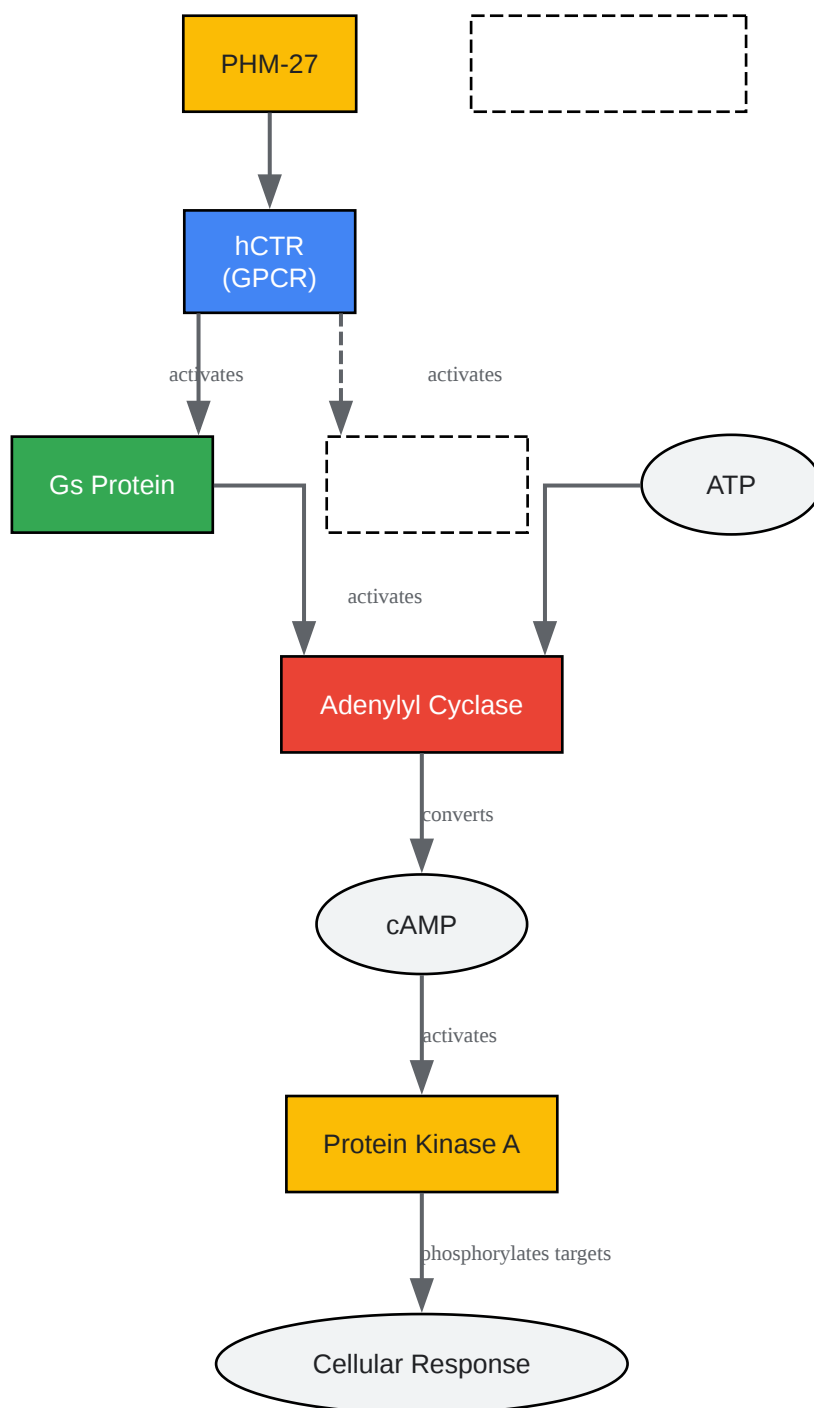 PHM-27
hCTR
(GPCR)
activates
activates
Gs Protein
ATP
activates
Adenylyl Cyclase
converts
cAMP
activates
Protein Kinase A
phosphorylates targets
Cellular Response